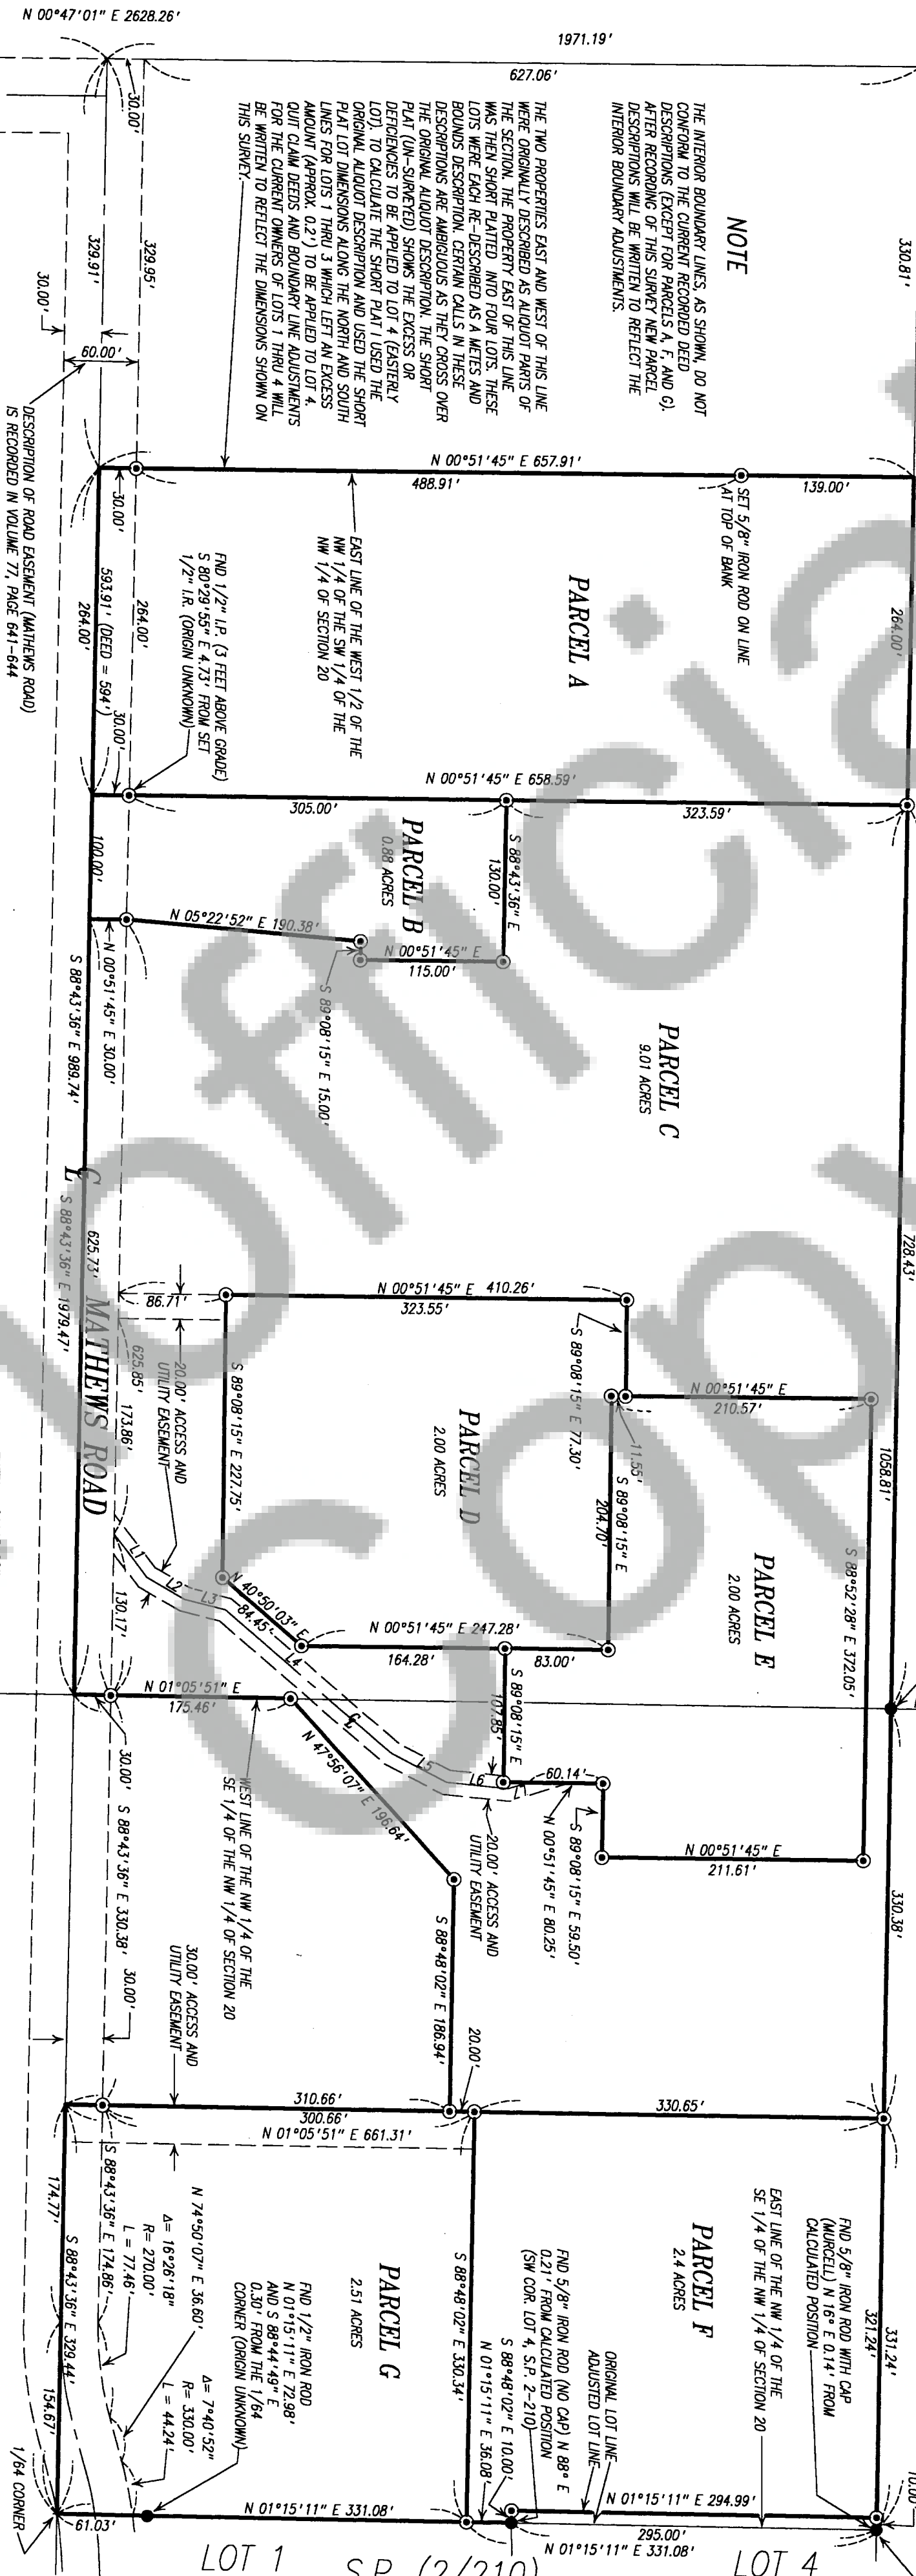 N 00°47'01" E 2628.26'
1971.19'
627.06'
30.00'
329.95'
329.91'
30.00'
60.00'
330.81'
NOTE
THE INTERIOR BOUNDARY LINES, AS SHOWN, DO NOT
CONFORM TO THE CURRENT RECORDED DEED
DESCRIPTIONS (EXCEPT FOR PARCELS A, F, AND G).
AFTER RECORDING OF THIS SURVEY NEW PARCEL
DESCRIPTIONS WILL BE WRITTEN TO REFLECT THE
INTERIOR BOUNDARY ADJUSTMENTS.
THE TWO PROPERTIES EAST AND WEST OF THIS LINE
WERE ORIGINALLY DESCRIBED AS ALIQUOT PARTS OF
THE SECTION. THE PROPERTY EAST OF THIS LINE
WAS THEN SHORT PLATTED INTO FOUR LOTS. THESE
LOTS WERE EACH RE-DESCRIBED AS A METES AND
BOUNDS DESCRIPTION. CERTAIN CALLS IN THESE
DESCRIPTIONS ARE AMBIGUOUS AS THEY CROSS OVER
THE ORIGINAL ALIQUOT DESCRIPTION. THE SHORT
PLAT (UN-SURVEYED) SHOWS THE EXCESS OR
DEFICIENCIES TO BE APPLIED TO LOT 4 (EASTERLY
LOT). TO CALCULATE THE SHORT PLAT I USED THE
ORIGINAL ALIQUOT DESCRIPTION AND USED THE SHORT
PLAT LOT DIMENSIONS ALONG THE NORTH AND SOUTH
LINES FOR LOTS 1 THRU 3 WHICH LEFT AN EXCESS
AMOUNT (APPROX. 0.2') TO BE APPLIED TO LOT 4.
QUIT CLAIM DEEDS AND BOUNDARY LINE ADJUSTMENTS
FOR THE CURRENT OWNERS OF LOTS 1 THRU 4 WILL
BE WRITTEN TO REFLECT THE DIMENSIONS SHOWN ON
THIS SURVEY.
DESCRIPTION OF ROAD EASEMENT (MATHEWS ROAD)
IS RECORDED IN VOLUME 77, PAGE 641-644
N 00°51'45" E 657.91'
488.91'
139.00'
30.00'
SET 5/8" IRON ROD ON LINE
AT TOP OF BANK
EAST LINE OF THE WEST 1/2 OF THE
NW 1/4 OF THE SW 1/4 OF THE
NW 1/4 OF SECTION 20
PARCEL A
264.00'
FND 1/2" I.P. (3 FEET ABOVE GRADE)
S 80°29'55" E 4.73' FROM SET
1/2" I.R. (ORIGIN UNKNOWN)
264.00'
593.91' (DEED = 594')
264.00'
30.00'
N 00°51'45" E 658.59'
305.00'
323.59'
PARCEL B
0.88 ACRES
S 88°43'36" E
130.00'
100.00'
N 05°22'52" E 190.38'
N 00°51'45" E
115.00'
S 89°08'15" E 15.00'
N 00°51'45" E 30.00'
S 88°43'36" E 989.74'
PARCEL C
9.01 ACRES
728.43'
1058.81'
C L MATHEWS ROAD
625.73'
S 88°43'36" E 1979.47'
86.71'
625.85'
173.86'
20.00' ACCESS AND
UTILITY EASEMENT
N 00°51'45" E 410.26'
323.55'
S 89°08'15" E 77.30'
N 00°51'45" E
210.57'
11.55'
S 89°08'15" E
204.70'
S 89°08'15" E 227.75'
PARCEL D
2.00 ACRES
PARCEL E
2.00 ACRES
S 88°52'28" E 372.05'
L1
L2
L3
L4
L5
L6
L7
130.17'
N 40°50'03" E
84.45'
N 00°51'45" E 247.28'
164.28'
83.00'
S 89°08'15" E
107.85'
60.14'
S 89°08'15" E 59.50'
N 00°51'45" E 80.25'
N 00°51'45" E
211.61'
20.00' ACCESS AND
UTILITY EASEMENT
N 01°05'51" E
175.46'
WEST LINE OF THE NW 1/4 OF THE
SE 1/4 OF THE NW 1/4 OF SECTION 20
N 47°56'07" E 196.64'
30.00' S 88°43'36" E 330.38' 30.00'
330.38'
30.00' ACCESS AND
UTILITY EASEMENT
S 88°48'02" E 186.94'
20.00'
310.66'
300.66'
N 01°05'51" E 661.31'
330.65'
S 88°43'36" E 174.86'
N 74°50'07" E 36.60'
Δ= 16°26'18"
R= 270.00'
L = 77.46'
Δ= 7°40'52"
R= 330.00'
L = 44.24'
174.77'
S 88°43'36" E 329.44'
154.67'
PARCEL G
2.51 ACRES
FND 1/2" IRON ROD
N 01°15'11" E 72.98'
AND S 88°44'49" E
0.30' FROM THE 1/64
CORNER (ORIGIN UNKNOWN)
S 88°48'02" E 330.34'
PARCEL F
2.4 ACRES
EAST LINE OF THE NW 1/4 OF THE
SE 1/4 OF THE NW 1/4 OF SECTION 20
FND 5/8" IRON ROD WITH CAP
(MURCELL) N 16° E 0.14' FROM
CALCULATED POSITION
331.24'
321.24'
10.00'
FND 5/8" IRON ROD (NO CAP) N 88° E
0.21' FROM CALCULATED POSITION
(SW COR. LOT 4, S.P. 2-210)
S 88°48'02" E 10.00'
N 01°15'11" E 36.08'
ORIGINAL LOT LINE
ADJUSTED LOT LINE
N 01°15'11" E 294.99'
295.00'
N 01°15'11" E 331.08'
N 01°15'11" E 331.08'
61.03'
1/64 CORNER
LOT 1
S.P. (2/210)
LOT 4